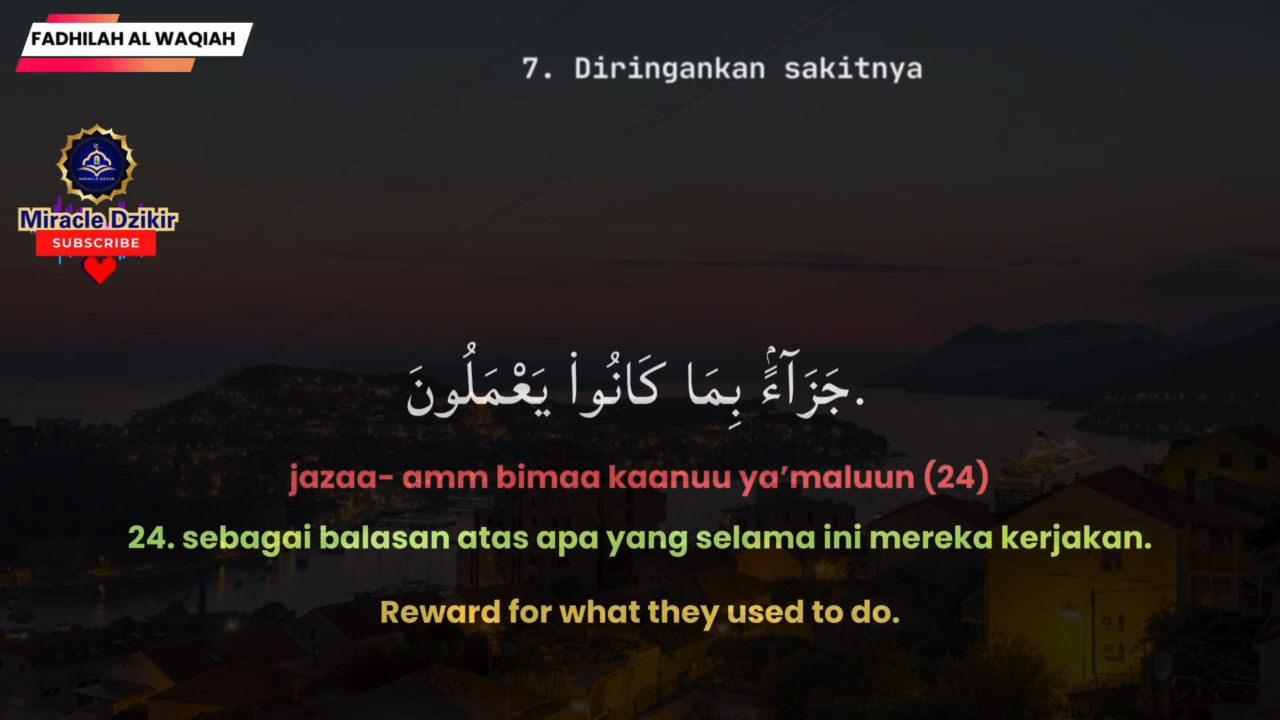 FADHILAH AL WAQIAH
7. Diringankan sakitnya
Miracle Dzikir
SUBSCRIBE
جَزَآءًۢ بِمَا كَانُوا۟ يَعْمَلُونَ.
jazaa- amm bimaa kaanuu ya’maluun (24)
24. sebagai balasan atas apa yang selama ini mereka kerjakan.
Reward for what they used to do.